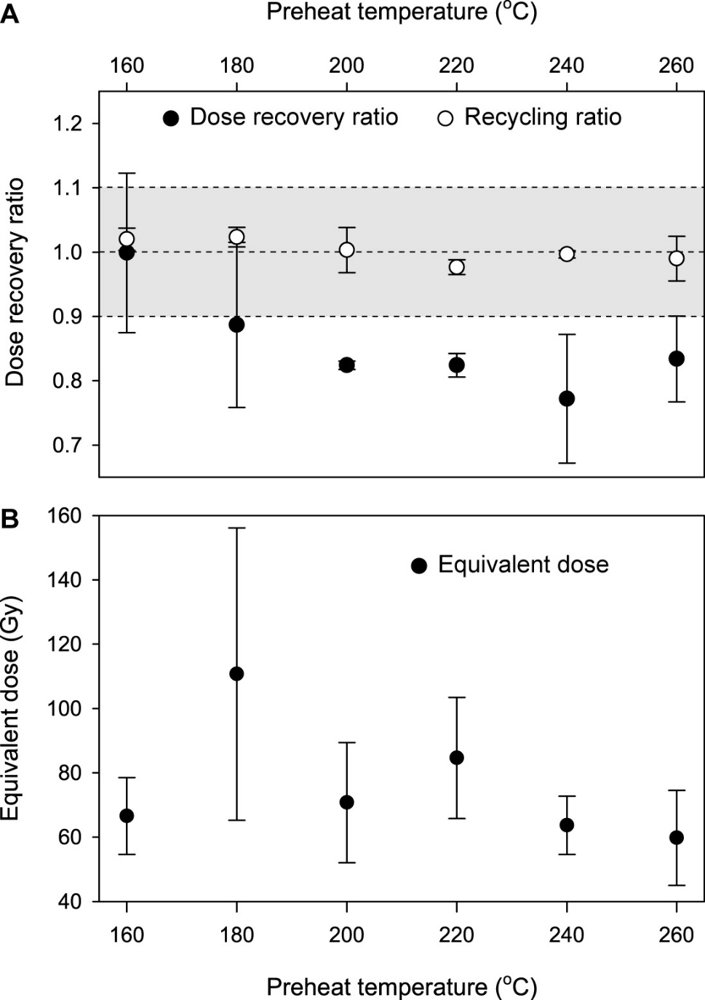 A
Preheat temperature (°C)
160 180 200 220 240 260
Dose recovery ratio Recycling ratio
Dose recovery ratio
1.2
1.1
1.0
0.9
0.8
0.7
B
Equivalent dose
Equivalent dose (Gy)
160
140
120
100
80
60
40
160 180 200 220 240 260
Preheat temperature (°C)